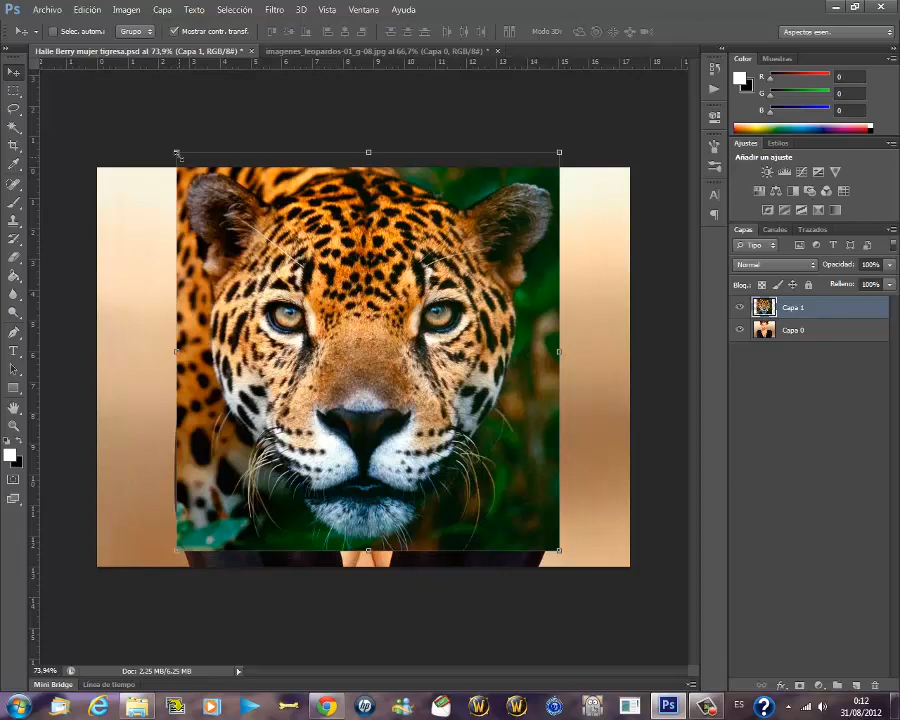 Ps Archivo Edición Imagen Capa Texto Selección Filtro 3D Vista Ventana Ayuda
Selec. autom.: Grupo Mostrar contr. transf. Modo 3D: Aspectos esen.
Halle Berry mujer tigresa.psd al 73,9% (Capa 1, RGB/8#) * × imagenes_leopardos-01_g-08.jpg al 66,7% (Capa 0, RGB/8#) * ×
Color Muestras
R 0
G 0
B 0
Ajustes Estilos
Añadir un ajuste
Capas Canales Trazados
Tipo
Normal Opacidad: 100%
Bloq.: Relleno: 100%
Capa 1
Capa 0
73,94% Doc: 2,25 MB/6,25 MB
Mini Bridge Línea de tiempo
ES 0:12
31/08/2012